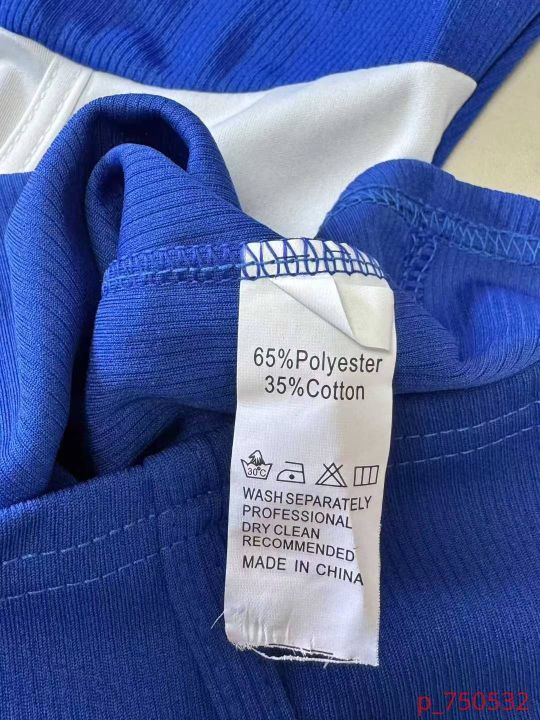 65%Polyester
35%Cotton
30°C
WASH SEPARATELY
PROFESSIONAL
DRY CLEAN
RECOMMENDED
MADE IN CHINA
p_750532